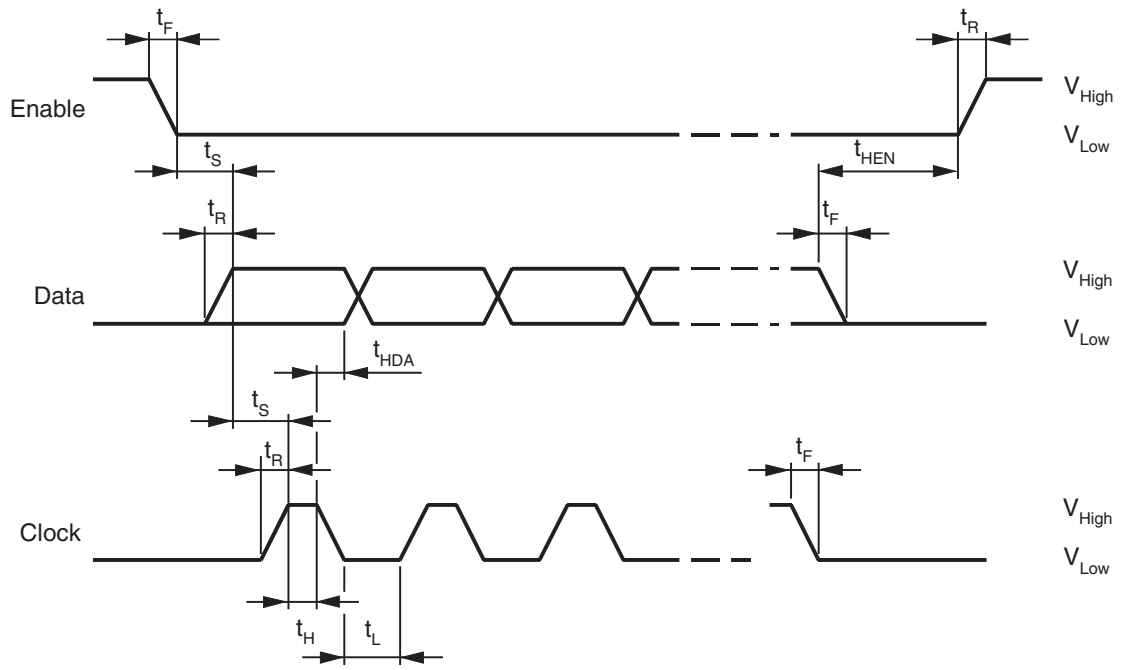 tF
tR
Enable
VHigh
VLow
tS
tHEN
tR
tF
Data
VHigh
VLow
tHDA
tS
tR
tF
Clock
VHigh
VLow
tH
tL